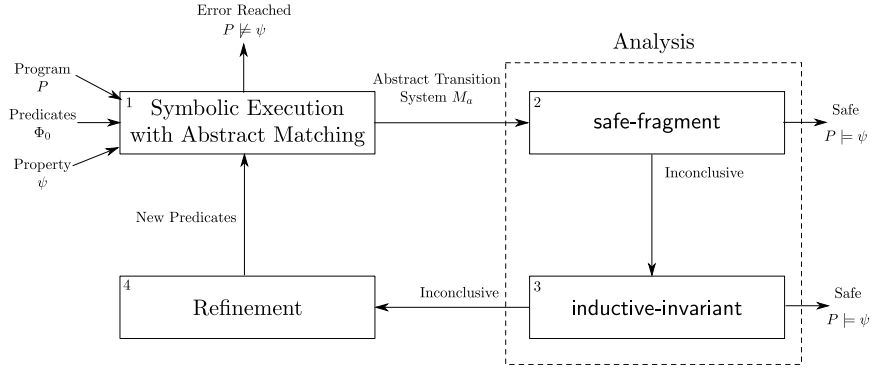 Error Reached
P ⊭ ψ
Analysis
Program
P
Predicates
Φ₀
Property
ψ
1
Symbolic Execution
with Abstract Matching
Abstract Transition
System Mₐ
2
safe-fragment
Safe
P ⊨ ψ
Inconclusive
New Predicates
4
Refinement
Inconclusive
3
inductive-invariant
Safe
P ⊨ ψ